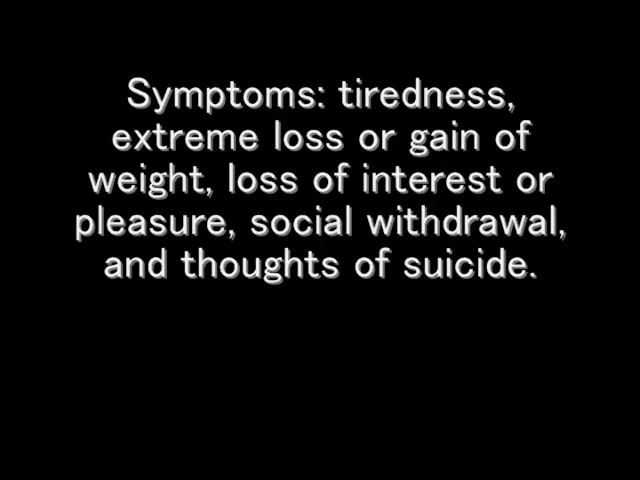 Symptoms: tiredness,
extreme loss or gain of
weight, loss of interest or
pleasure, social withdrawal,
and thoughts of suicide.